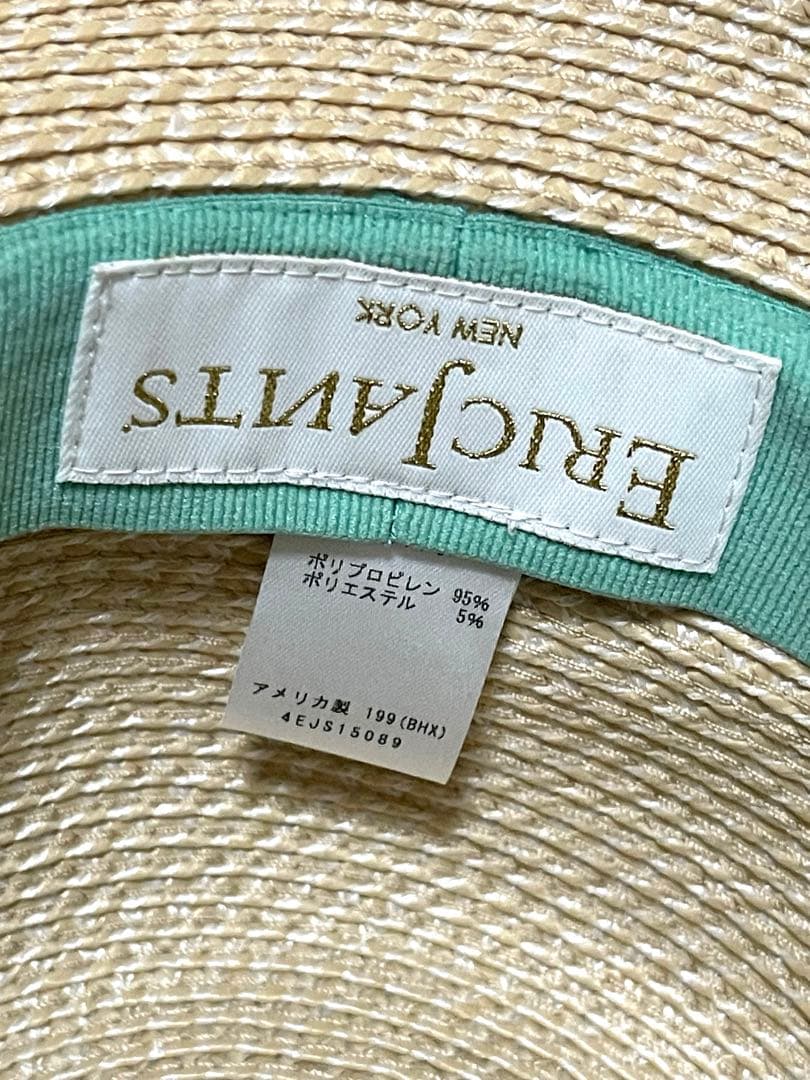 ERIC JAVITS
NEW YORK
ポリプロピレン 95%
ポリエステル 5%
アメリカ製 199(BHX)
4EJS15089